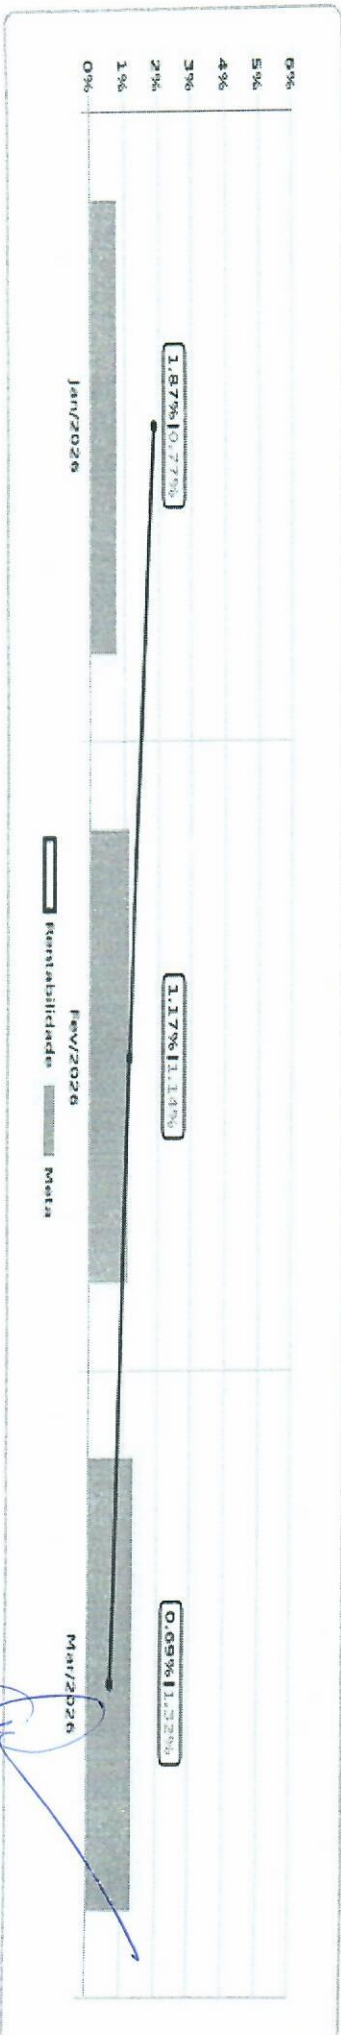 6%
5%
4%
3%
2%
1%
0%
1.87% | 0.77%
1.17% | 1.14%
0.69% | 1.32%
Jan/2026
Fev/2026
Mar/2026
Rentabilidade Meta